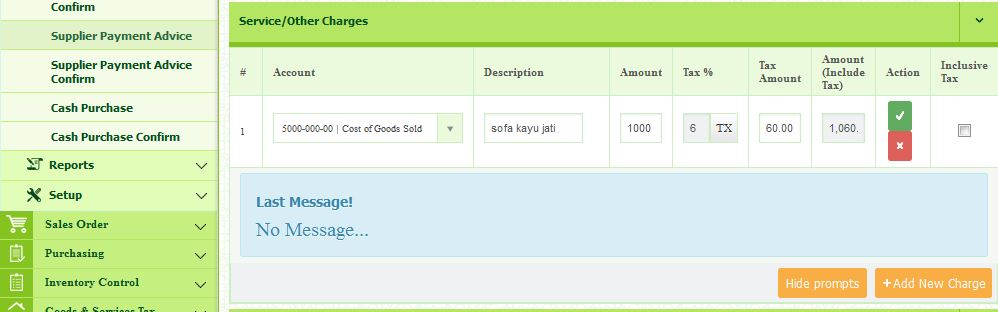 Confirm
Supplier Payment Advice
Supplier Payment Advice
Confirm
Cash Purchase
Cash Purchase Confirm
Reports
Setup
Sales Order
Purchasing
Inventory Control
Goods & Services Tax
Service/Other Charges
# Account Description Amount Tax % Tax Amount Amount (Include Tax) Action Inclusive Tax
1 5000-000-00 | Cost of Goods Sold sofa kayu jati 1000 6 TX 60.00 1,060.
Last Message!
No Message...
Hide prompts +Add New Charge